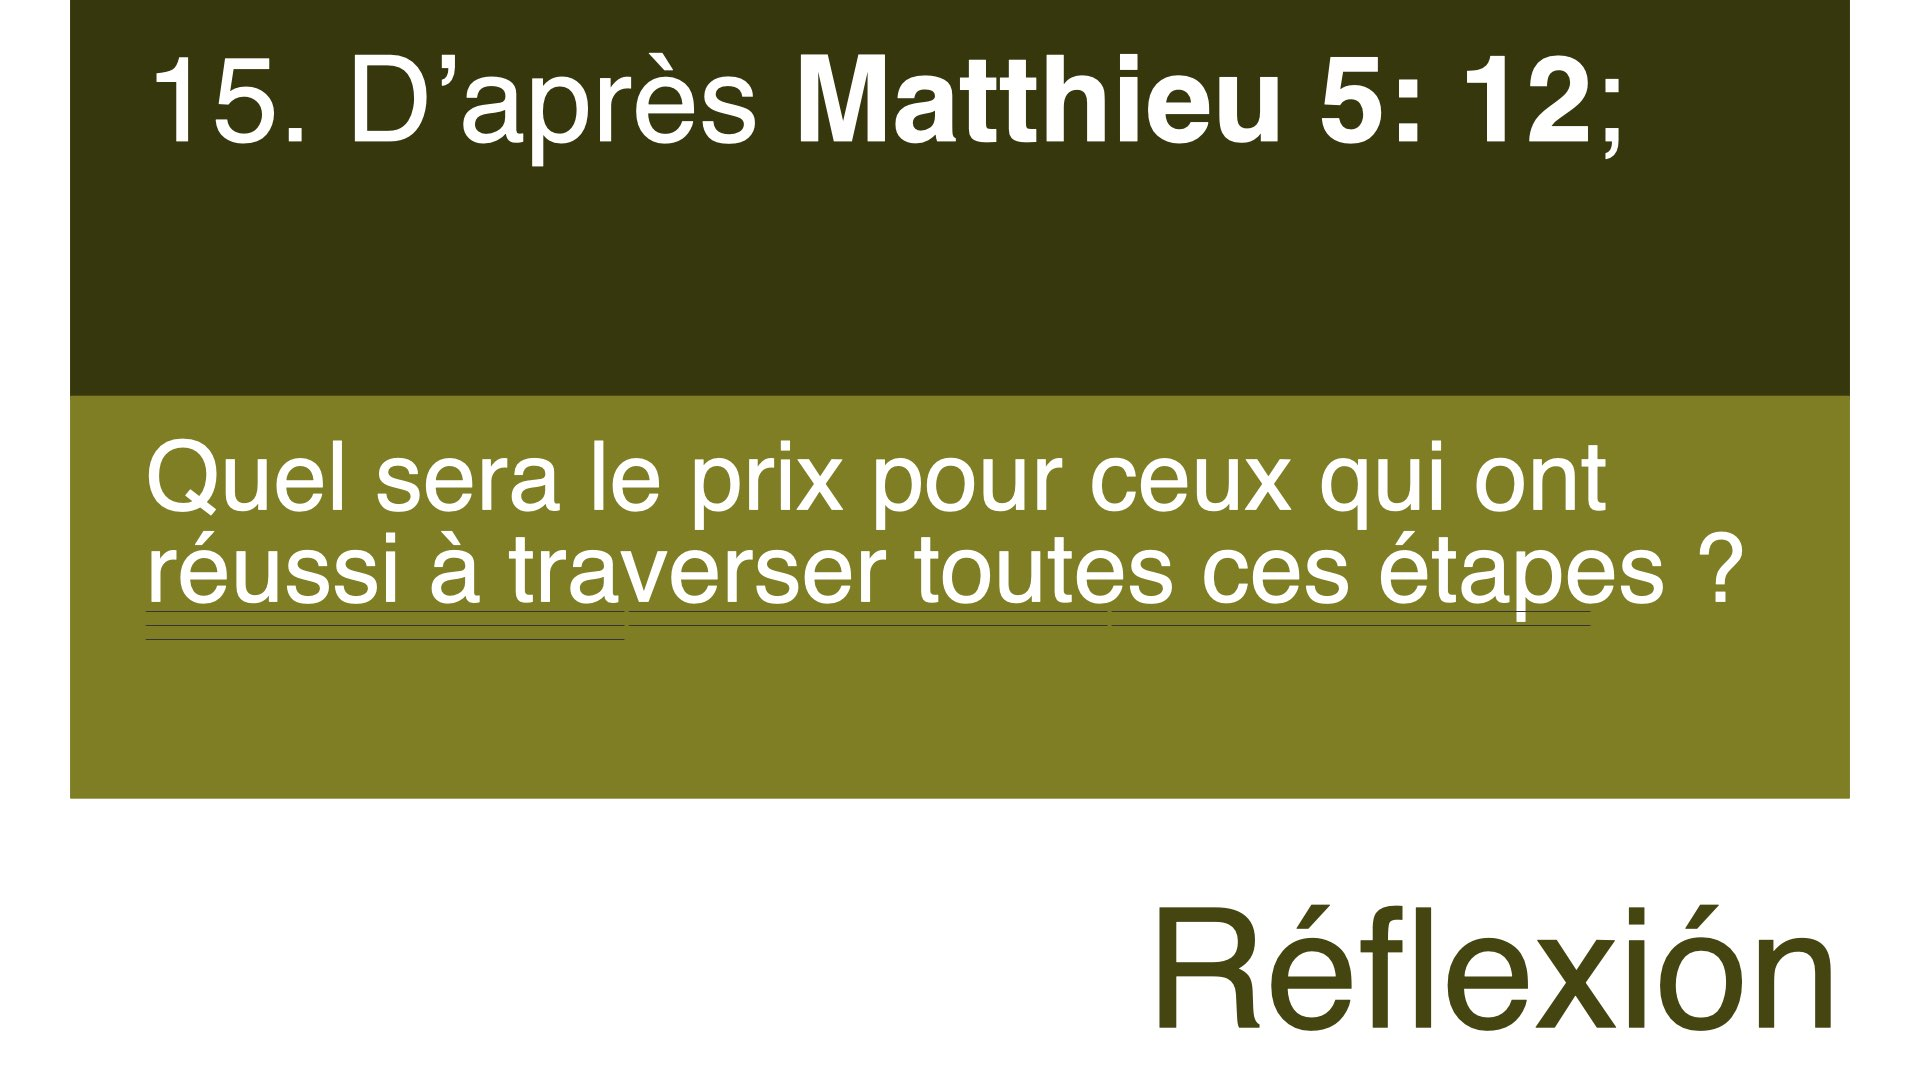 15. D’après Matthieu 5: 12;
Quel sera le prix pour ceux qui ont
réussi à traverser toutes ces étapes ?
Réflexión